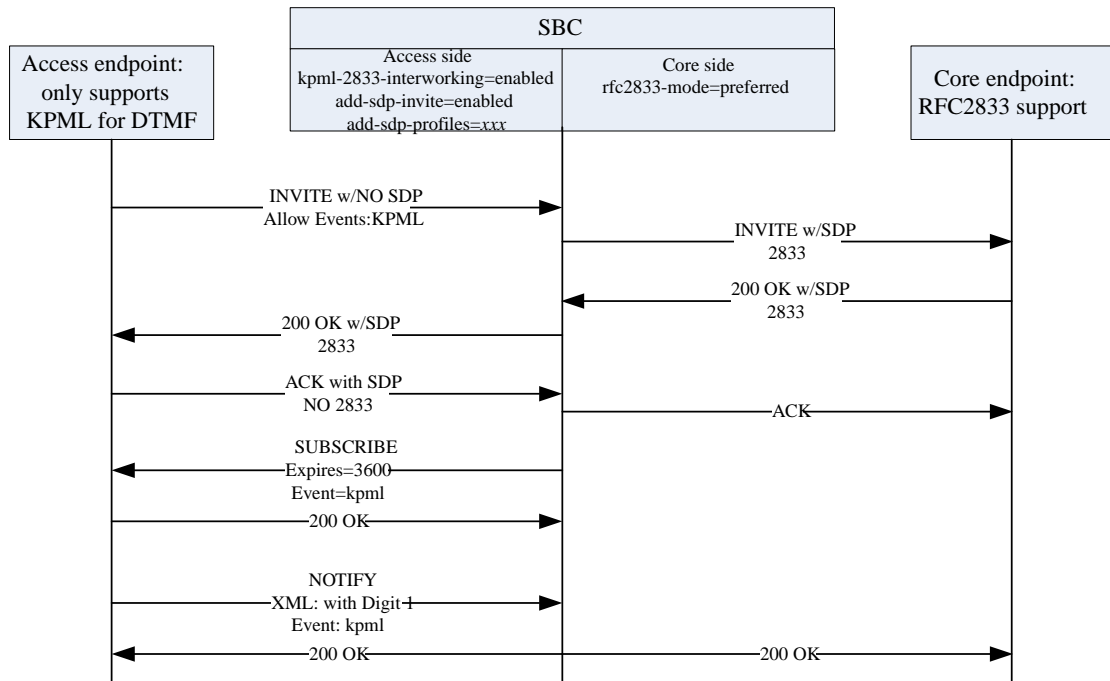 SBC
Access endpoint:
only supports
KPML for DTMF
Access side
kpml-2833-interworking=enabled
add-sdp-invite=enabled
add-sdp-profiles=xxx
Core side
rfc2833-mode=preferred
Core endpoint:
RFC2833 support
INVITE w/NO SDP
Allow Events:KPML
INVITE w/SDP
2833
200 OK w/SDP
2833
200 OK w/SDP
2833
ACK with SDP
NO 2833
ACK
SUBSCRIBE
Expires=3600
Event=kpml
200 OK
NOTIFY
XML: with Digit 1
Event: kpml
200 OK
200 OK